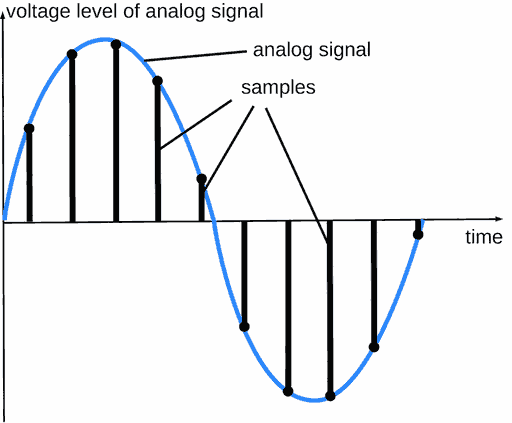 voltage level of analog signal
analog signal
samples
time